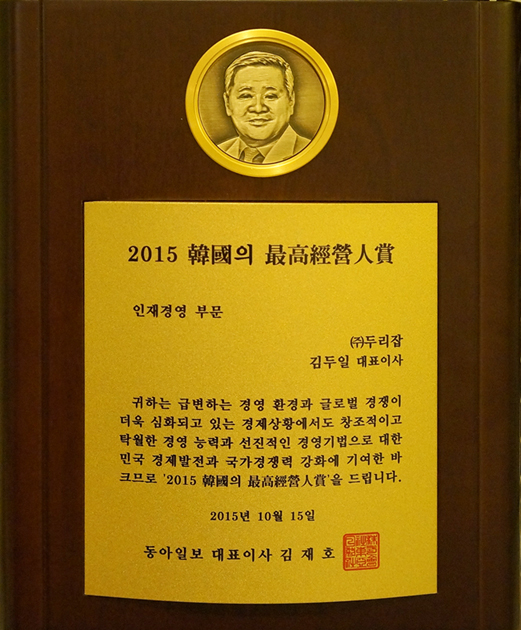 2015 韓國의 最高經營人賞
인재경영 부문
㈜두리잡
김두일 대표이사
귀하는 급변하는 경영 환경과 글로벌 경쟁이
더욱 심화되고 있는 경제상황에서도 창조적이고
탁월한 경영 능력과 선진적인 경영기법으로 대한
민국 경제발전과 국가경쟁력 강화에 기여한 바
크므로 '2015 韓國의 最高經營人賞'을 드립니다.
2015년 10월 15일
동아일보 대표이사 김 재 호